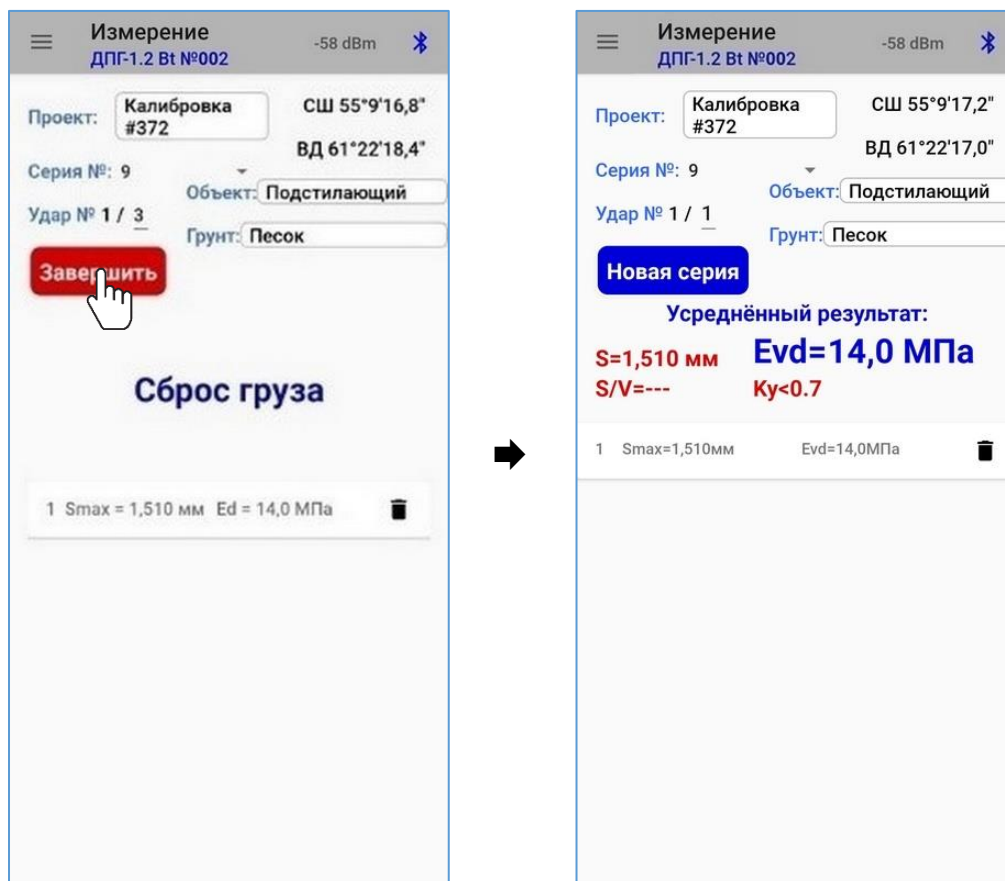 Измерение
ДПГ-1.2 Bt №002
-58 dBm
Проект:
Калибровка
#372
СШ 55°9'16,8"
ВД 61°22'18,4"
Серия №: 9
Объект: Подстилающий
Удар № 1 / 3
Грунт: Песок
Завершить
Сброс груза
1 Smax = 1,510 мм Ed = 14,0 МПа
Измерение
ДПГ-1.2 Bt №002
-58 dBm
Проект:
Калибровка
#372
СШ 55°9'17,2"
ВД 61°22'17,0"
Серия №: 9
Объект: Подстилающий
Удар № 1 / 1
Грунт: Песок
Новая серия
Усреднённый результат:
S=1,510 мм Evd=14,0 МПа
S/V=--- Ky<0.7
1 Smax=1,510мм Evd=14,0МПа